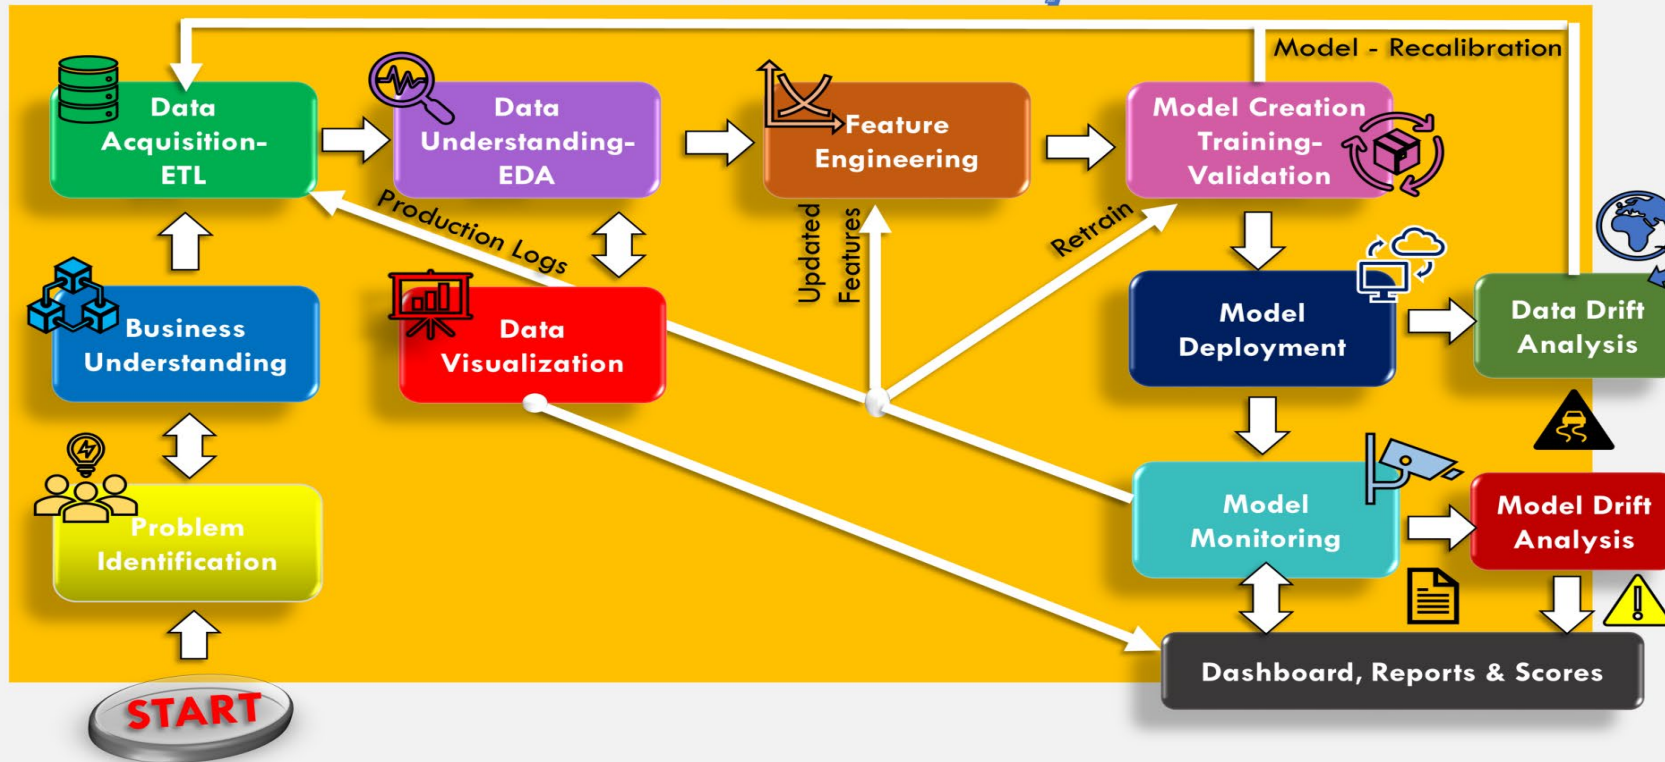 Model - Recalibration
Data
Acquisition-
ETL
Data
Understanding-
EDA
Feature
Engineering
Model Creation
Training-
Validation
Production Logs
Updated
Features
Retrain
Business
Understanding
Data
Visualization
Model
Deployment
Data Drift
Analysis
Problem
Identification
Model
Monitoring
Model Drift
Analysis
Dashboard, Reports & Scores
START